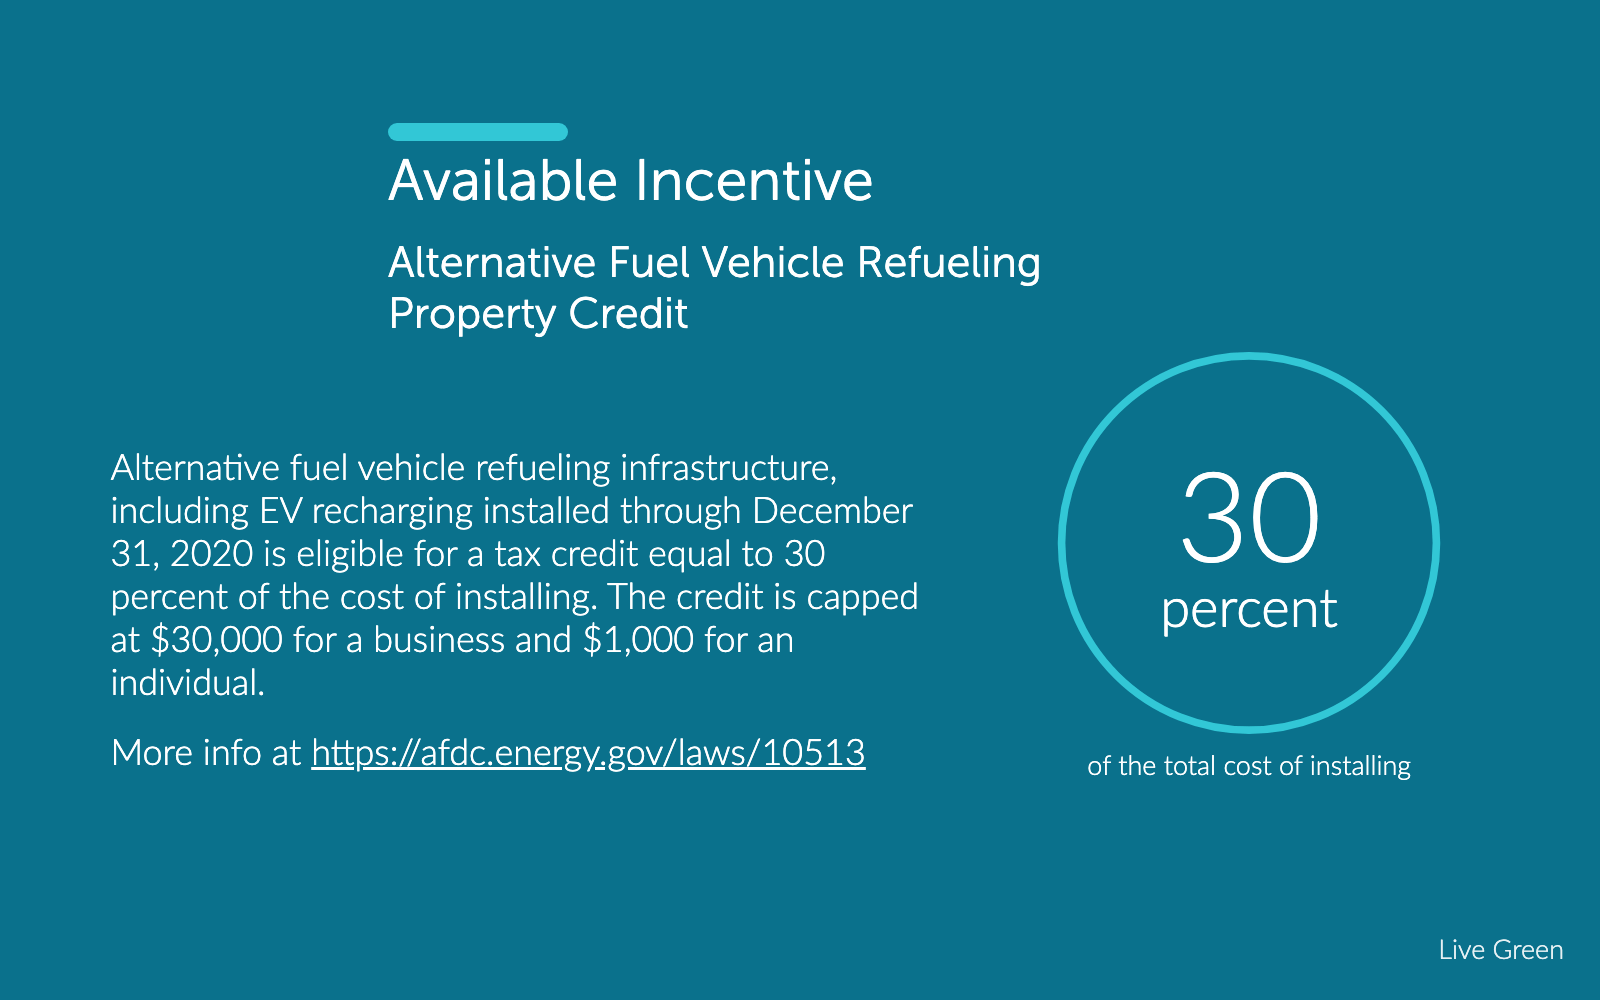 Available Incentive
Alternative Fuel Vehicle Refueling
Property Credit
Alternative fuel vehicle refueling infrastructure,
including EV recharging installed through December
31, 2020 is eligible for a tax credit equal to 30
percent of the cost of installing. The credit is capped
at $30,000 for a business and $1,000 for an
individual.
More info at https://afdc.energy.gov/laws/10513
30
percent
of the total cost of installing
Live Green